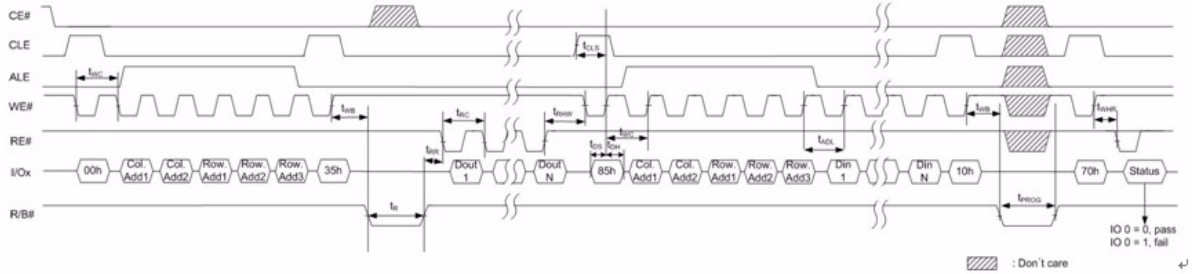 CE#
CLE
tCLS
ALE
tWC
WE#
tWB
tRC
tRHW
tWC
tADL
tWB
tWHR
RE#
tRR
tDS tDH
I/Ox 00h Col. Add1 Col. Add2 Row. Add1 Row. Add2 Row. Add3 35h Dout 1 Dout N 85h Col. Add1 Col. Add2 Row. Add1 Row. Add2 Row. Add3 Din 1 Din N 10h 70h Status
R/B# tR tPROG
IO 0 = 0, pass
IO 0 = 1, fail
: Don`t care